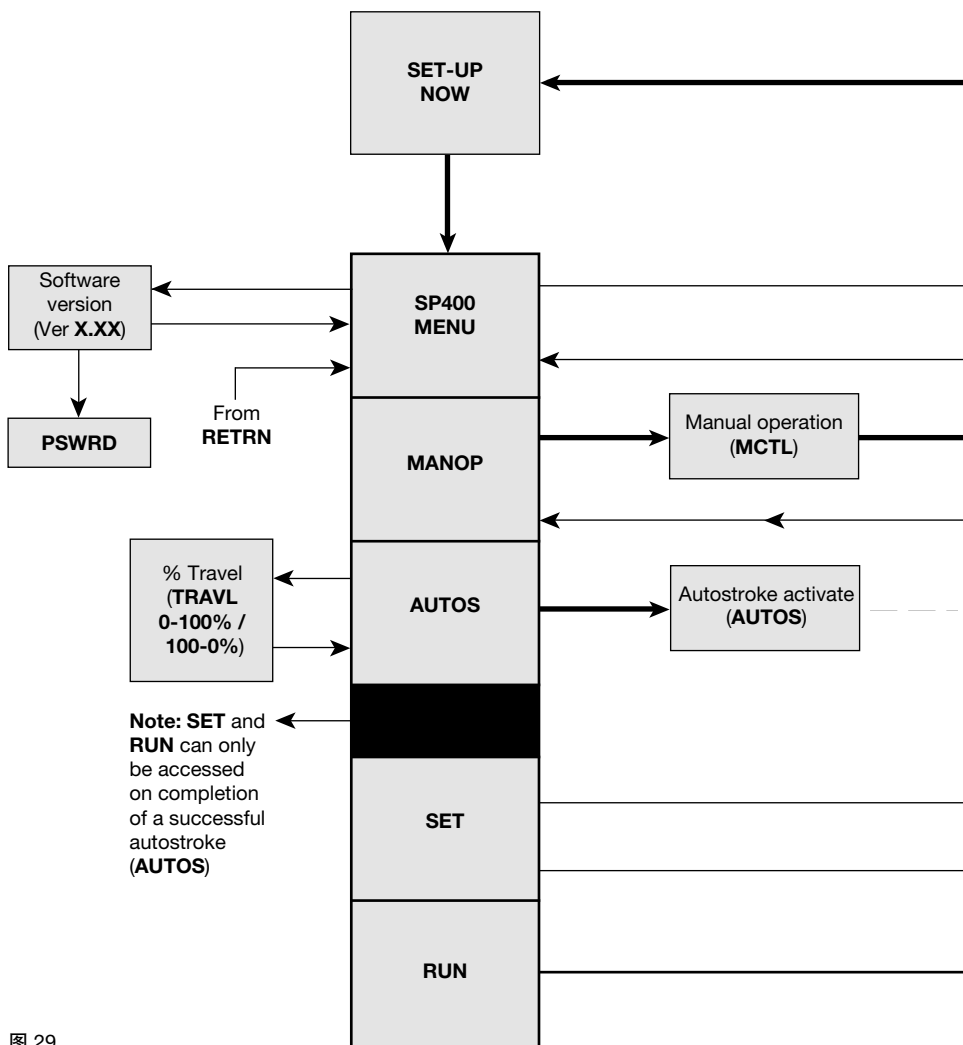 SET-UP
NOW
Software
version
(Ver X.XX)
SP400
MENU
From
RETRN
PSWRD
MANOP
Manual operation
(MCTL)
% Travel
(TRAVL
0-100% /
100-0%)
AUTOS
Autostroke activate
(AUTOS)
Note: SET and
RUN can only
be accessed
on completion
of a successful
autostroke
(AUTOS)
SET
RUN
图 29